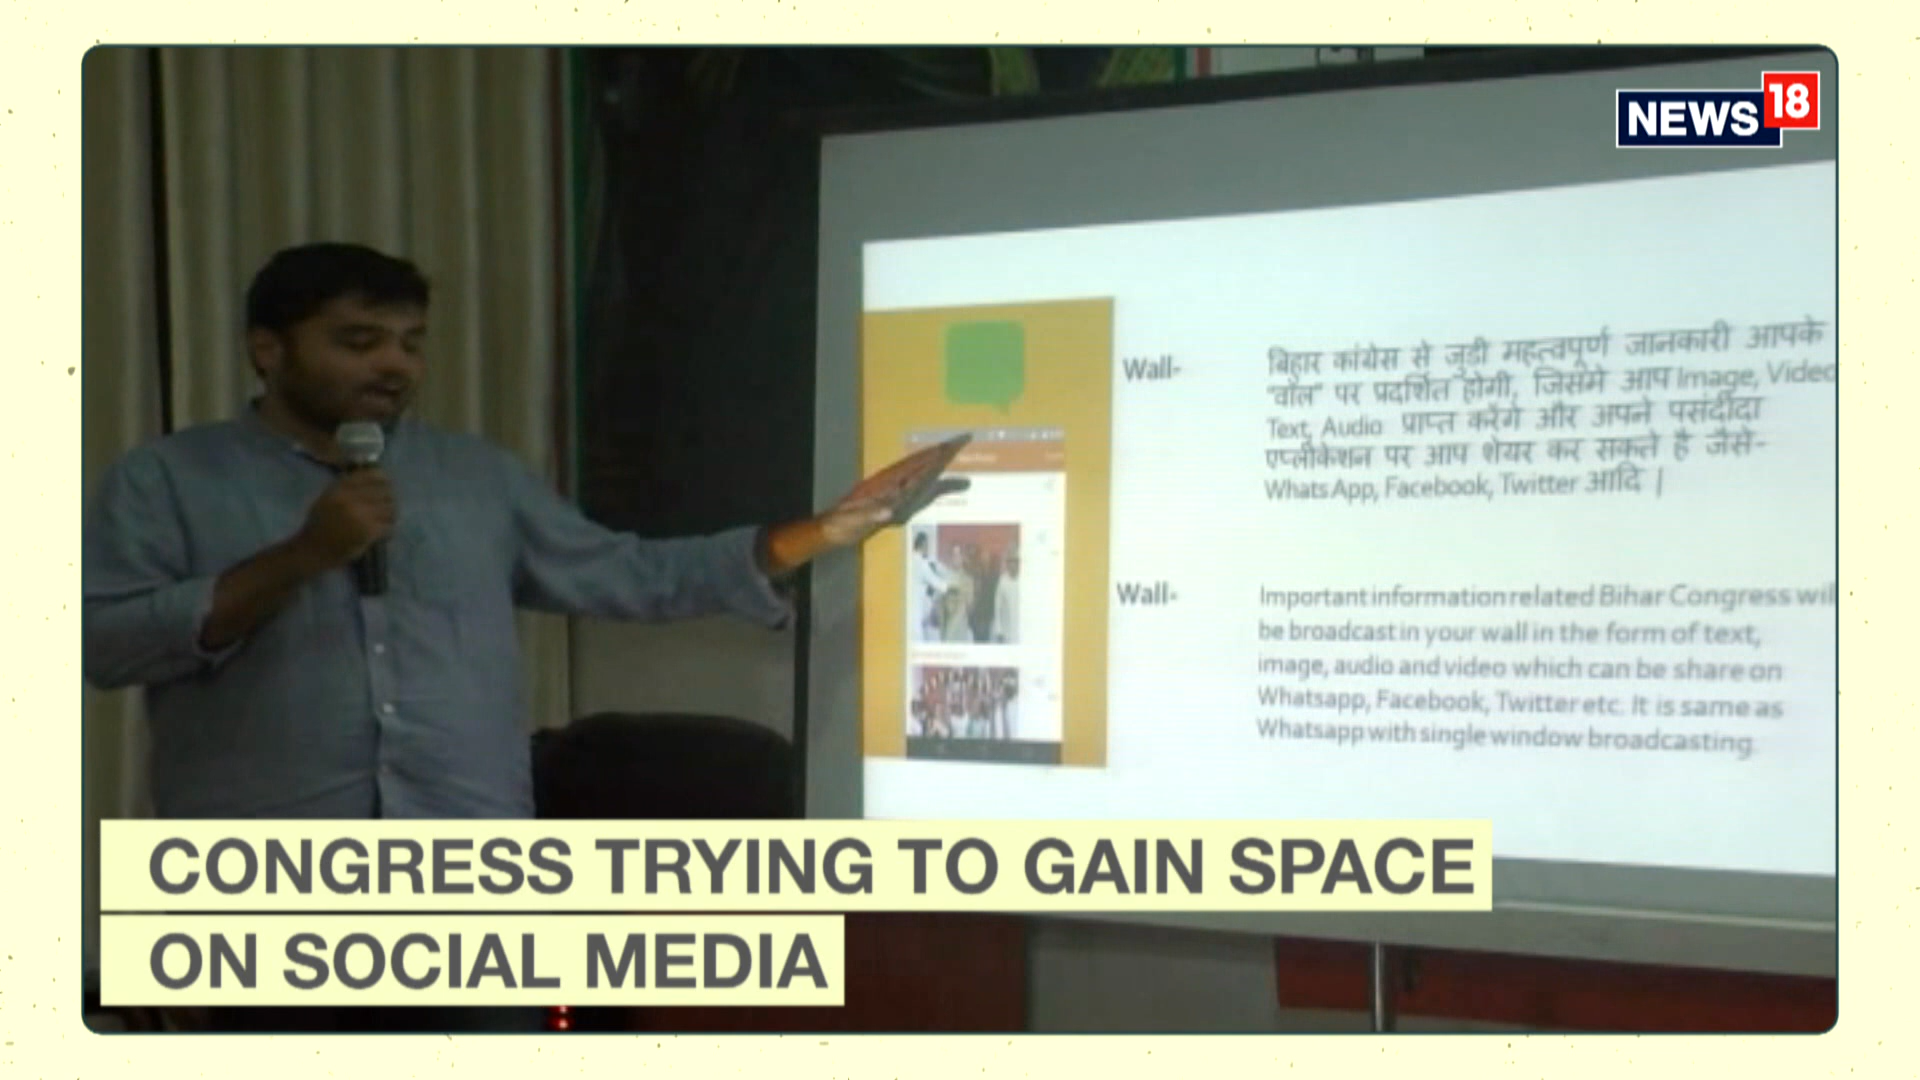 NEWS 18
Wall-
बिहार कांग्रेस से जुडी महत्वपूर्ण जानकारी आपके
"वॉल" पर प्रदर्शित होगी, जिसमे आप Image, Video
Text, Audio प्राप्त करेंगे और अपने पसंदीदा
एप्लीकेशन पर आप शेयर कर सकते है जैसे-
WhatsApp, Facebook, Twitter आदि |
Wall-
Important information related Bihar Congress will
be broadcast in your wall in the form of text,
image, audio and video which can be share on
Whatsapp, Facebook, Twitter etc. It is same as
Whatsapp with single window broadcasting
CONGRESS TRYING TO GAIN SPACE
ON SOCIAL MEDIA